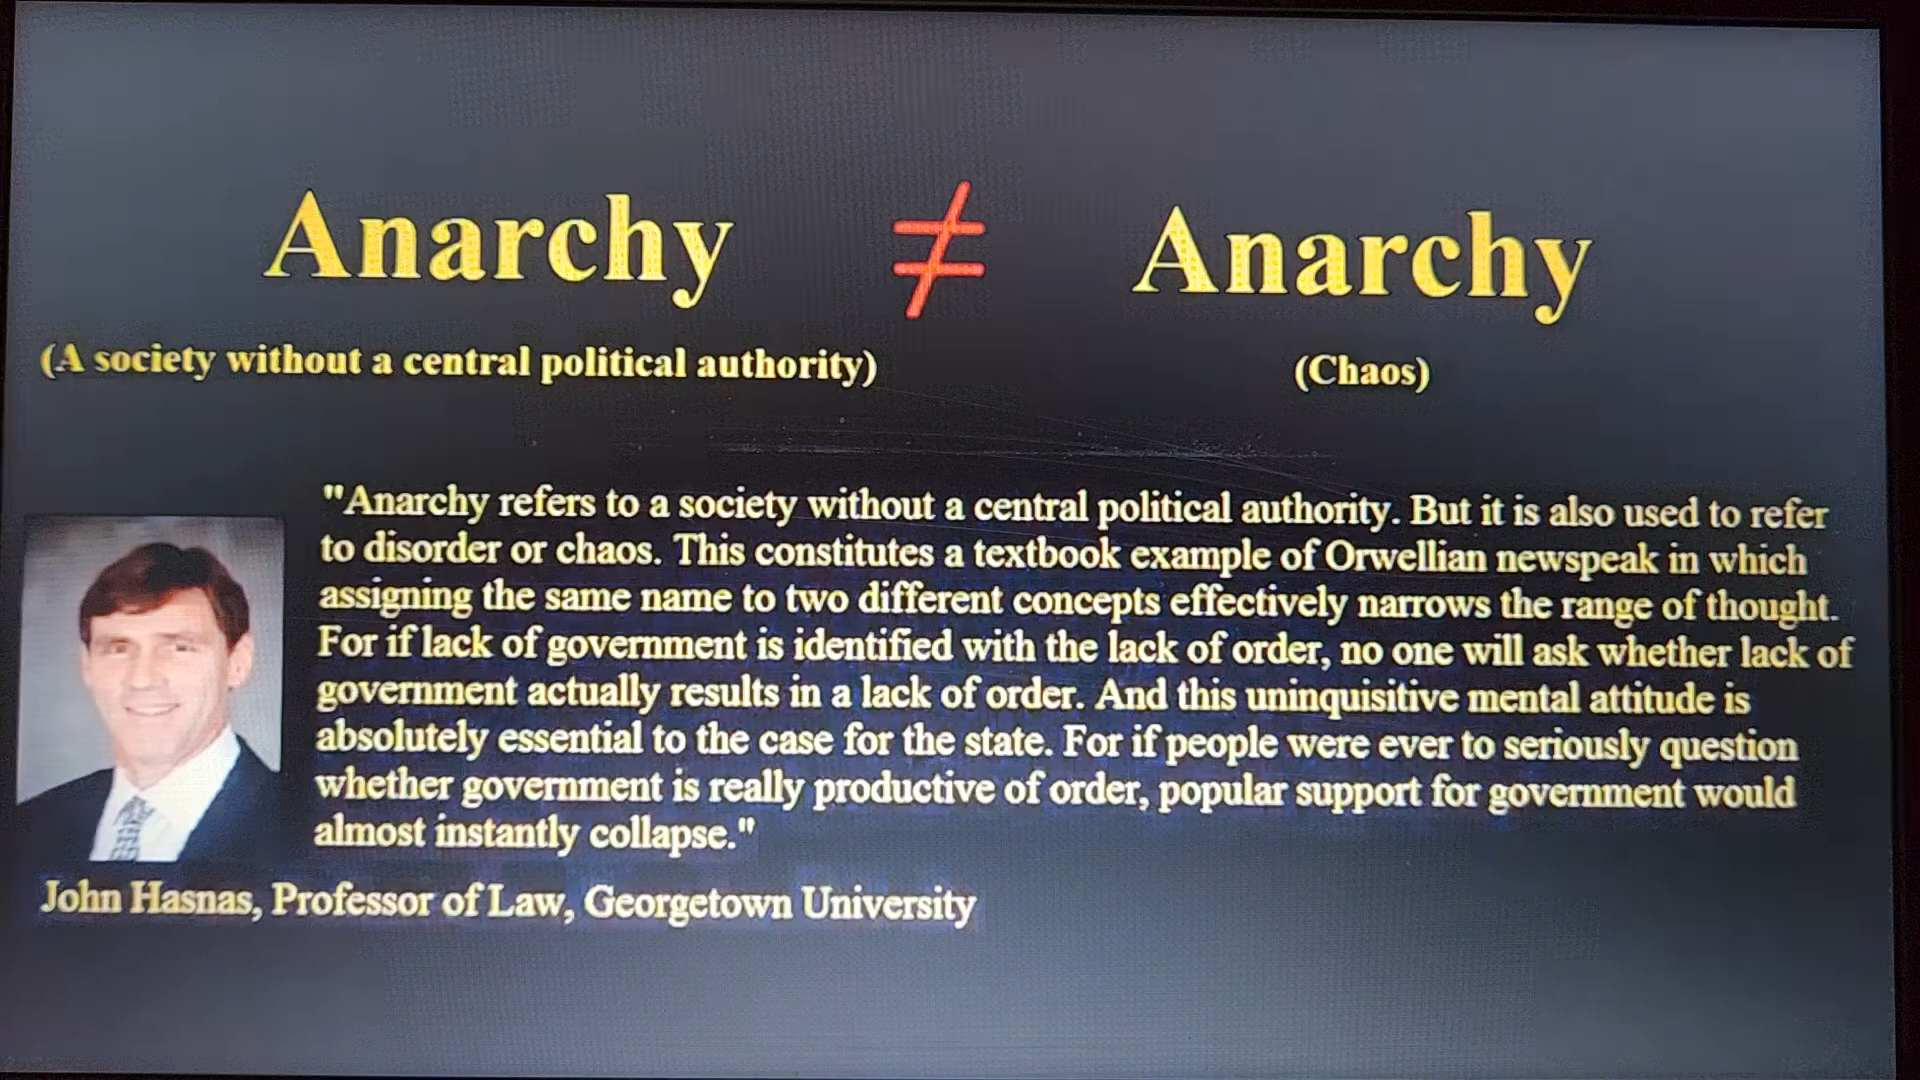 Anarchy ≠ Anarchy
(A society without a central political authority) (Chaos)
"Anarchy refers to a society without a central political authority. But it is also used to refer
to disorder or chaos. This constitutes a textbook example of Orwellian newspeak in which
assigning the same name to two different concepts effectively narrows the range of thought.
For if lack of government is identified with the lack of order, no one will ask whether lack of
government actually results in a lack of order. And this uninquisitive mental attitude is
absolutely essential to the case for the state. For if people were ever to seriously question
whether government is really productive of order, popular support for government would
almost instantly collapse."
John Hasnas, Professor of Law, Georgetown University